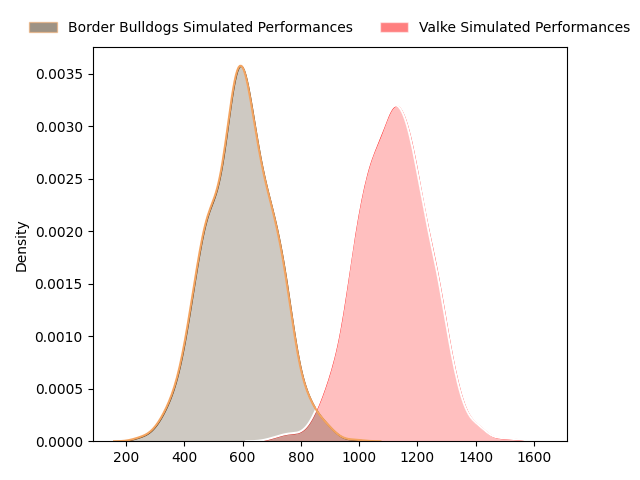 Border Bulldogs Simulated Performances
Valke Simulated Performances
Density
0.0035
0.0030
0.0025
0.0020
0.0015
0.0010
0.0005
0.0000
200 400 600 800 1000 1200 1400 1600